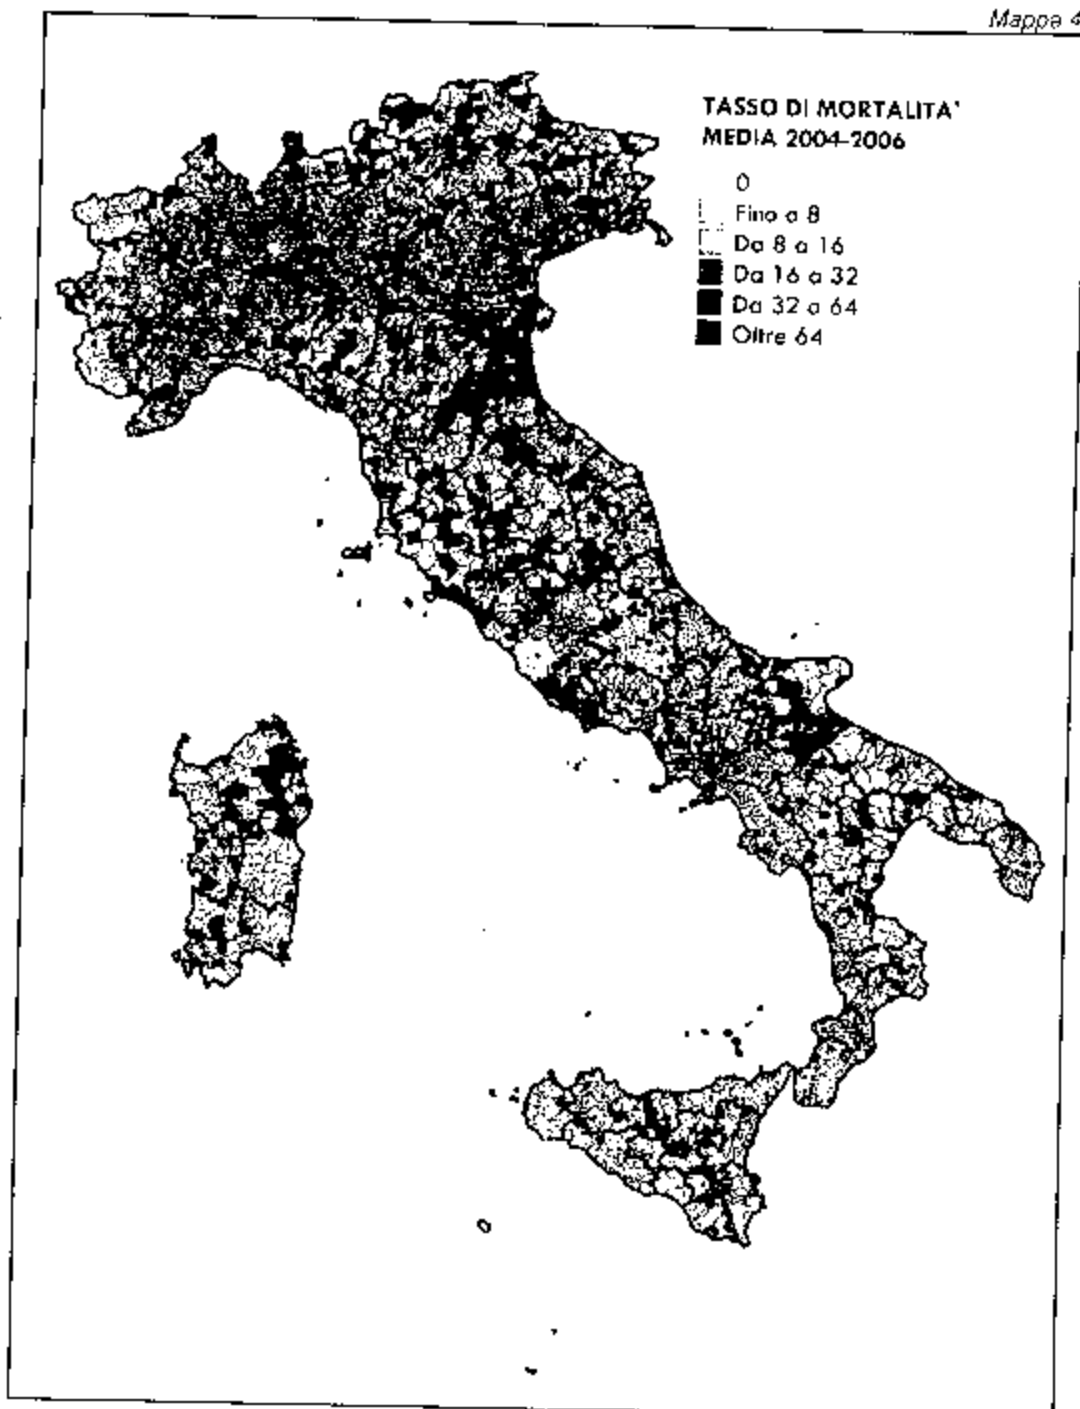 Mappa 4
TASSO DI MORTALITA'
MEDIA 2004-2006
0
Fino a 8
Da 8 a 16
Da 16 a 32
Da 32 a 64
Oltre 64